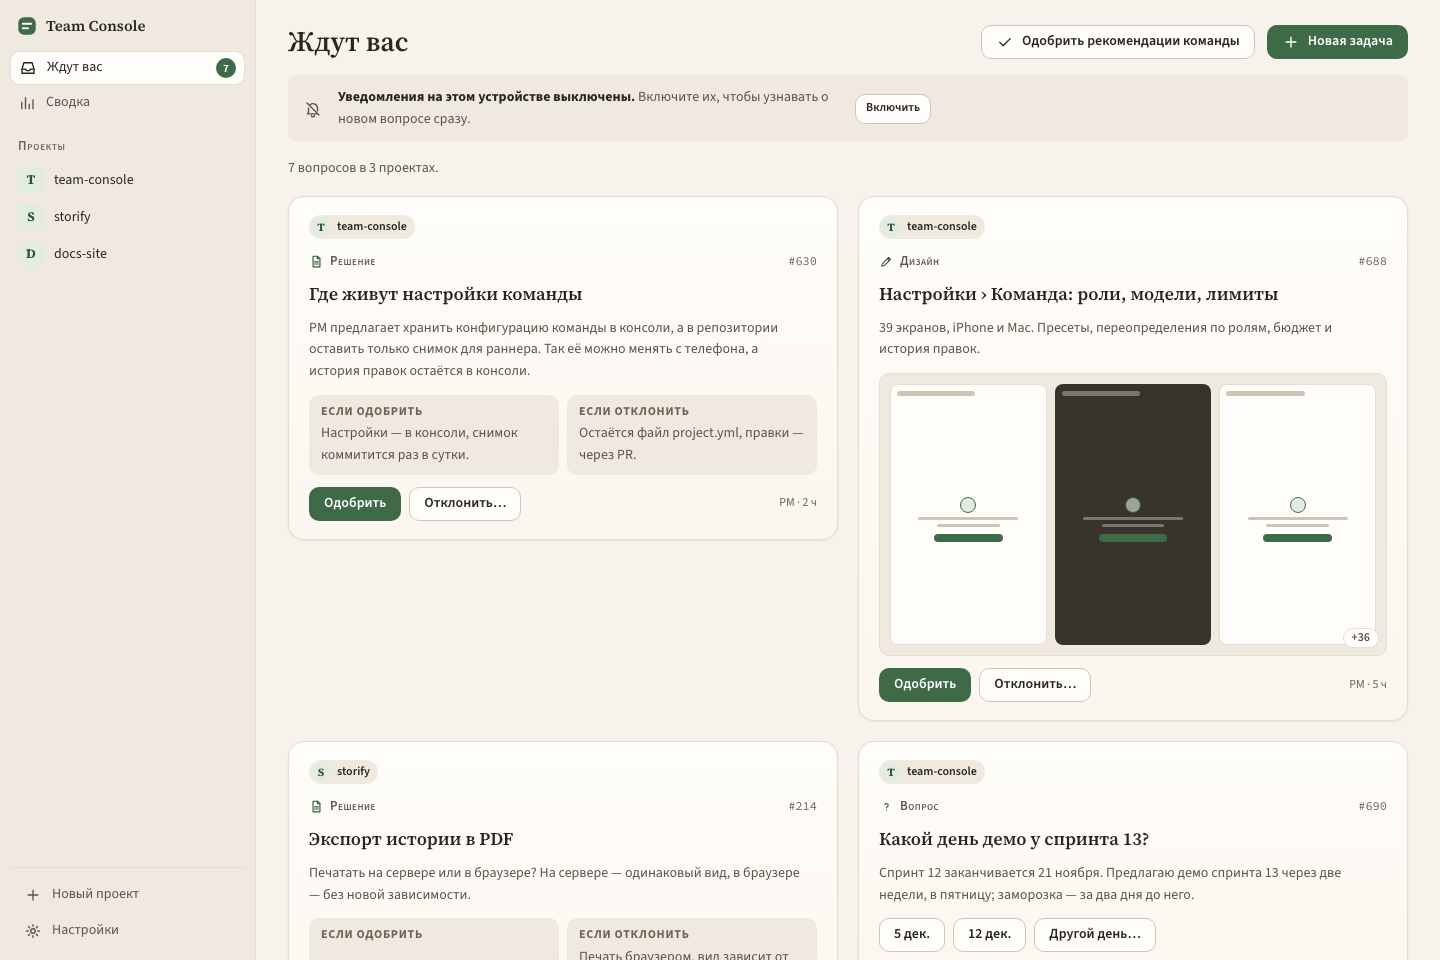 Team Console
Ждут вас
7
Сводка
Проекты
T team-console
S storify
D docs-site
Новый проект
Настройки
Ждут вас
Одобрить рекомендации команды
Новая задача
Уведомления на этом устройстве выключены. Включите их, чтобы узнавать о
новом вопросе сразу.
Включить
7 вопросов в 3 проектах.
T team-console
Решение
#630
Где живут настройки команды
PM предлагает хранить конфигурацию команды в консоли, а в репозитории
оставить только снимок для раннера. Так её можно менять с телефона, а
история правок остаётся в консоли.
ЕСЛИ ОДОБРИТЬ
Настройки — в консоли, снимок
коммитится раз в сутки.
ЕСЛИ ОТКЛОНИТЬ
Остаётся файл project.yml, правки —
через PR.
Одобрить
Отклонить…
PM · 2 ч
T team-console
Дизайн
#688
Настройки › Команда: роли, модели, лимиты
39 экранов, iPhone и Mac. Пресеты, переопределения по ролям, бюджет и
история правок.
+36
Одобрить
Отклонить…
PM · 5 ч
S storify
Решение
#214
Экспорт истории в PDF
Печатать на сервере или в браузере? На сервере — одинаковый вид, в браузере
— без новой зависимости.
ЕСЛИ ОДОБРИТЬ
ЕСЛИ ОТКЛОНИТЬ
Печать браузером, вид зависит от
T team-console
? Вопрос
#690
Какой день демо у спринта 13?
Спринт 12 заканчивается 21 ноября. Предлагаю демо спринта 13 через две
недели, в пятницу; заморозка — за два дня до него.
5 дек.
12 дек.
Другой день…